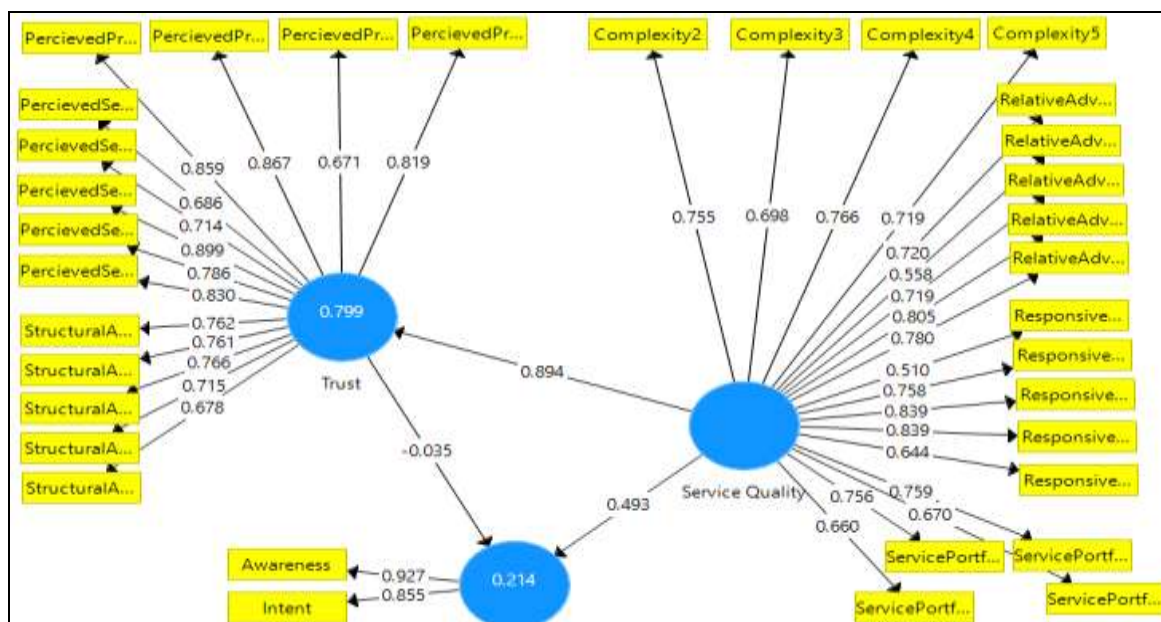 PercievedPr...
PercievedPr...
PercievedPr...
PercievedPr...
Complexity2
Complexity3
Complexity4
Complexity5
PercievedSe...
PercievedSe...
PercievedSe...
PercievedSe...
PercievedSe...
StructuralA...
StructuralA...
StructuralA...
StructuralA...
StructuralA...
0.859
0.867
0.671
0.819
0.686
0.714
0.899
0.786
0.830
0.762
0.761
0.766
0.715
0.678
0.799
Trust
0.755
0.698
0.766
0.719
0.720
0.558
0.719
0.805
0.780
0.510
0.758
0.839
0.839
0.644
RelativeAdv...
RelativeAdv...
RelativeAdv...
RelativeAdv...
RelativeAdv...
Responsive...
Responsive...
Responsive...
Responsive...
Responsive...
0.894
-0.035
0.493
Service Quality
0.759
0.756
0.670
0.660
ServicePortf...
ServicePortf...
ServicePortf...
ServicePortf...
Awareness
Intent
0.927
0.855
0.214